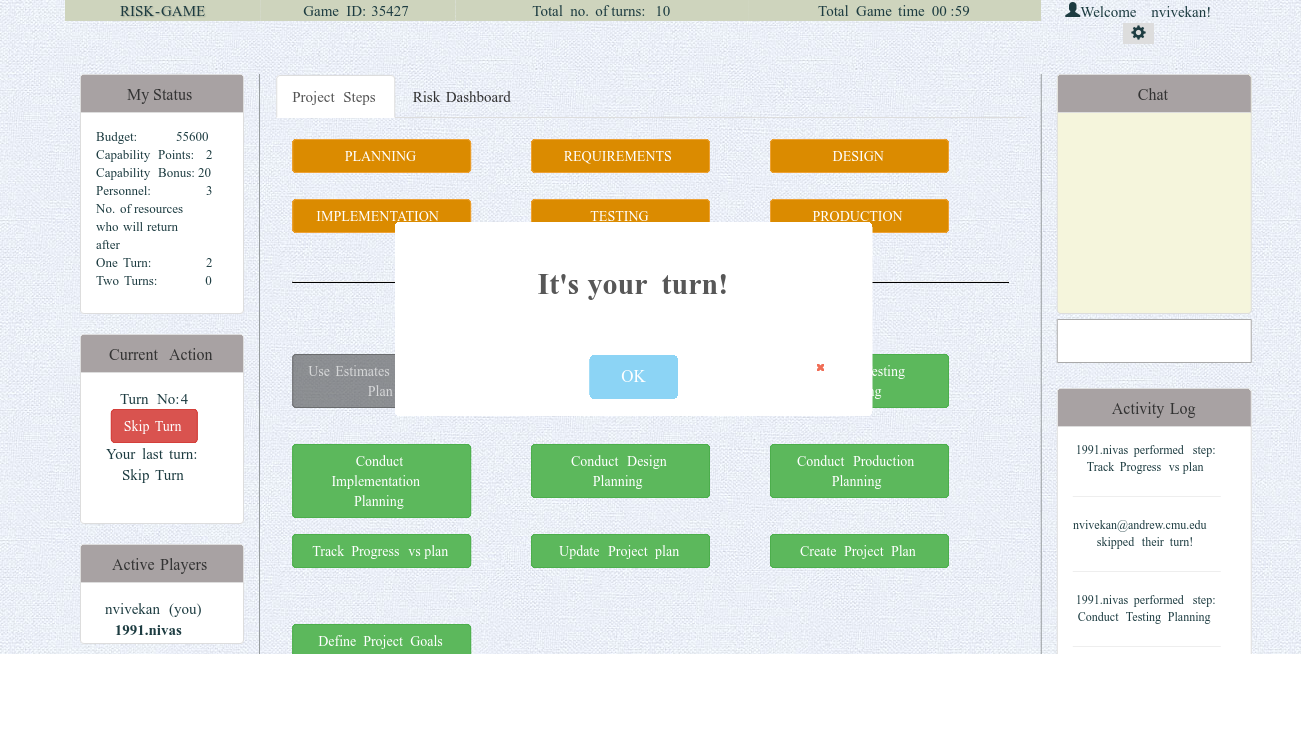 RISK-GAME
Game ID: 35427
Total no. of turns: 10
Total Game time 00 :59
Welcome nvivekan!
My Status
Budget: 55600
Capability Points: 2
Capability Bonus: 20
Personnel: 3
No. of resources
who will return
after
One Turn: 2
Two Turns: 0
Current Action
Turn No:4
Skip Turn
Your last turn:
Skip Turn
Active Players
nvivekan (you)
1991.nivas
Project Steps
Risk Dashboard
PLANNING
REQUIREMENTS
DESIGN
IMPLEMENTATION
TESTING
PRODUCTION
It's your turn!
OK
Use Estimates
Plan
Conduct
Implementation
Planning
Conduct Design
Planning
Conduct Production
Planning
Track Progress vs plan
Update Project plan
Create Project Plan
Define Project Goals
Chat
Activity Log
1991.nivas performed step:
Track Progress vs plan
nvivekan@andrew.cmu.edu
skipped their turn!
1991.nivas performed step:
Conduct Testing Planning